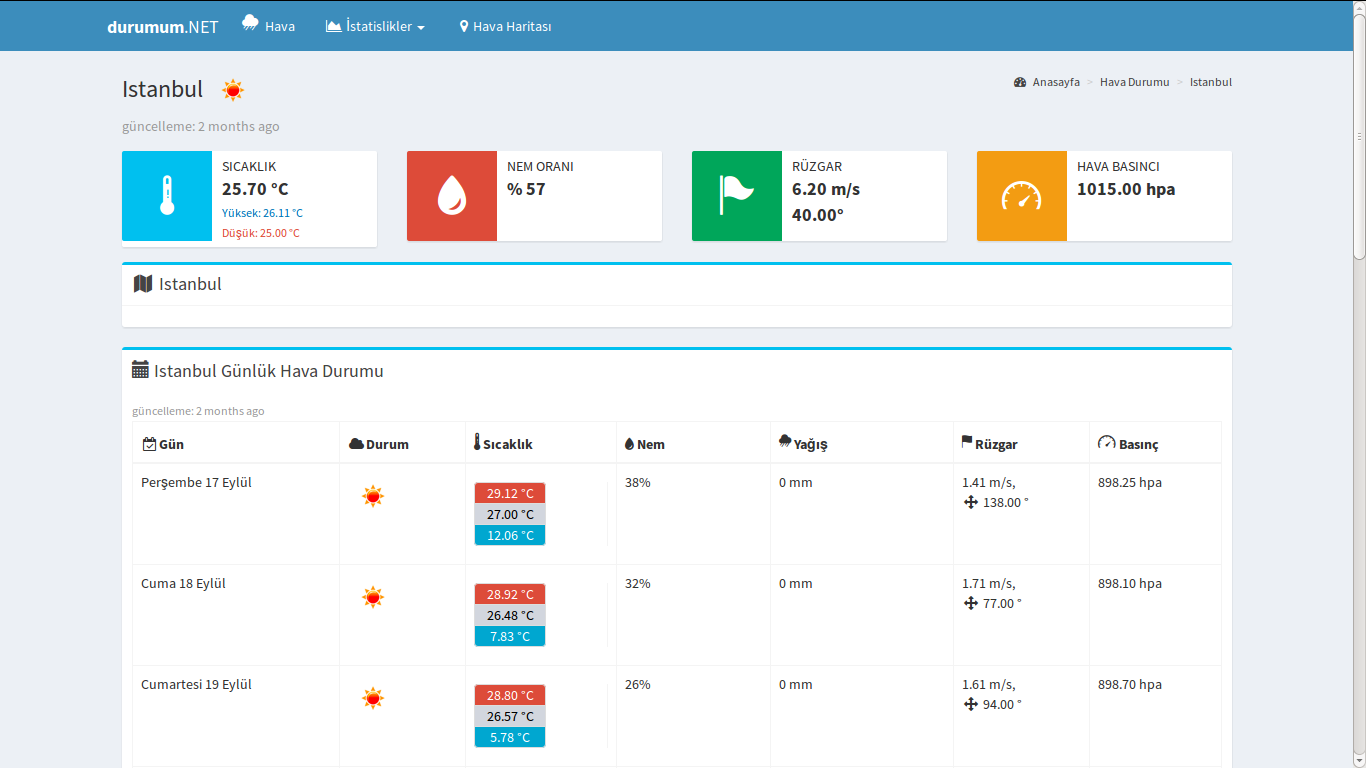 durumum.NET Hava İstatislikler Hava Haritası
Istanbul
Anasayfa > Hava Durumu > Istanbul
güncelleme: 2 months ago
SICAKLIK
25.70 °C
Yüksek: 26.11 °C
Düşük: 25.00 °C
NEM ORANI
% 57
RÜZGAR
6.20 m/s
40.00°
HAVA BASINCI
1015.00 hpa
Istanbul
Istanbul Günlük Hava Durumu
güncelleme: 2 months ago
Gün Durum Sıcaklık Nem Yağış Rüzgar Basınç
Perşembe 17 Eylül
29.12 °C
27.00 °C
12.06 °C
38%
0 mm
1.41 m/s,
138.00 °
898.25 hpa
Cuma 18 Eylül
28.92 °C
26.48 °C
7.83 °C
32%
0 mm
1.71 m/s,
77.00 °
898.10 hpa
Cumartesi 19 Eylül
28.80 °C
26.57 °C
5.78 °C
26%
0 mm
1.61 m/s,
94.00 °
898.70 hpa